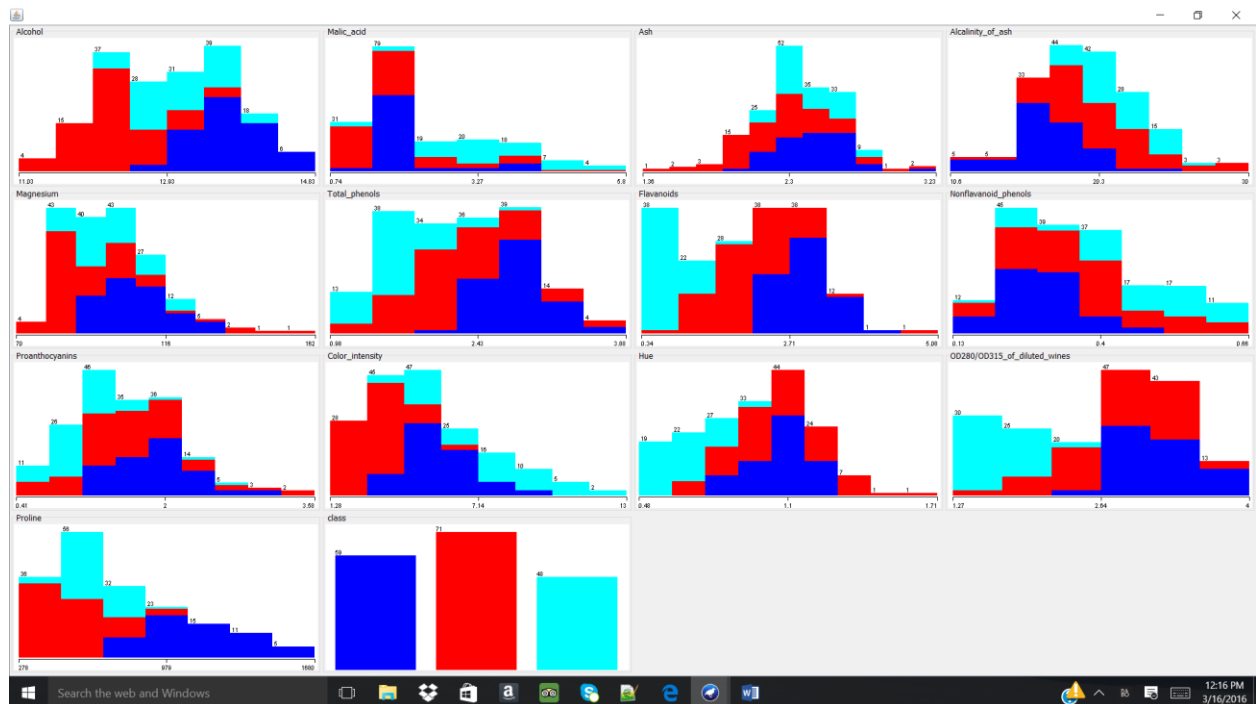 Alcohol
4 15 37 28 31 39 18 6
11.03 12.93 14.83
Malic_acid
31 79 19 20 18 7 4
0.74 3.27 5.8
Ash
1 2 3 15 25 52 35 33 9 1 2
1.36 2.3 3.23
Alcalinity_of_ash
5 5 33 44 42 28 15 3 3
10.6 20.3 30
Magnesium
4 43 40 43 27 12 5 2 1 1
70 116 162
Total_phenols
13 38 34 36 39 14 4
0.98 2.43 3.88
Flavanoids
38 22 28 38 38 12 1 1
0.34 2.71 5.08
Nonflavanoid_phenols
12 46 39 37 17 17 11
0.13 0.4 0.66
Proanthocyanins
11 26 46 35 36 14 5 3 2
0.41 2 3.58
Color_intensity
28 45 47 25 16 10 5 2
1.28 7.14 13
Hue
19 22 27 33 44 24 7 1 1
0.48 1.1 1.71
OD280/OD315_of_diluted_wines
30 25 20 47 43 13
1.27 2.64 4
Proline
36 56 32 23 15 11 5
278 979 1680
class
59 71 48
Search the web and Windows
12:16 PM
3/16/2016